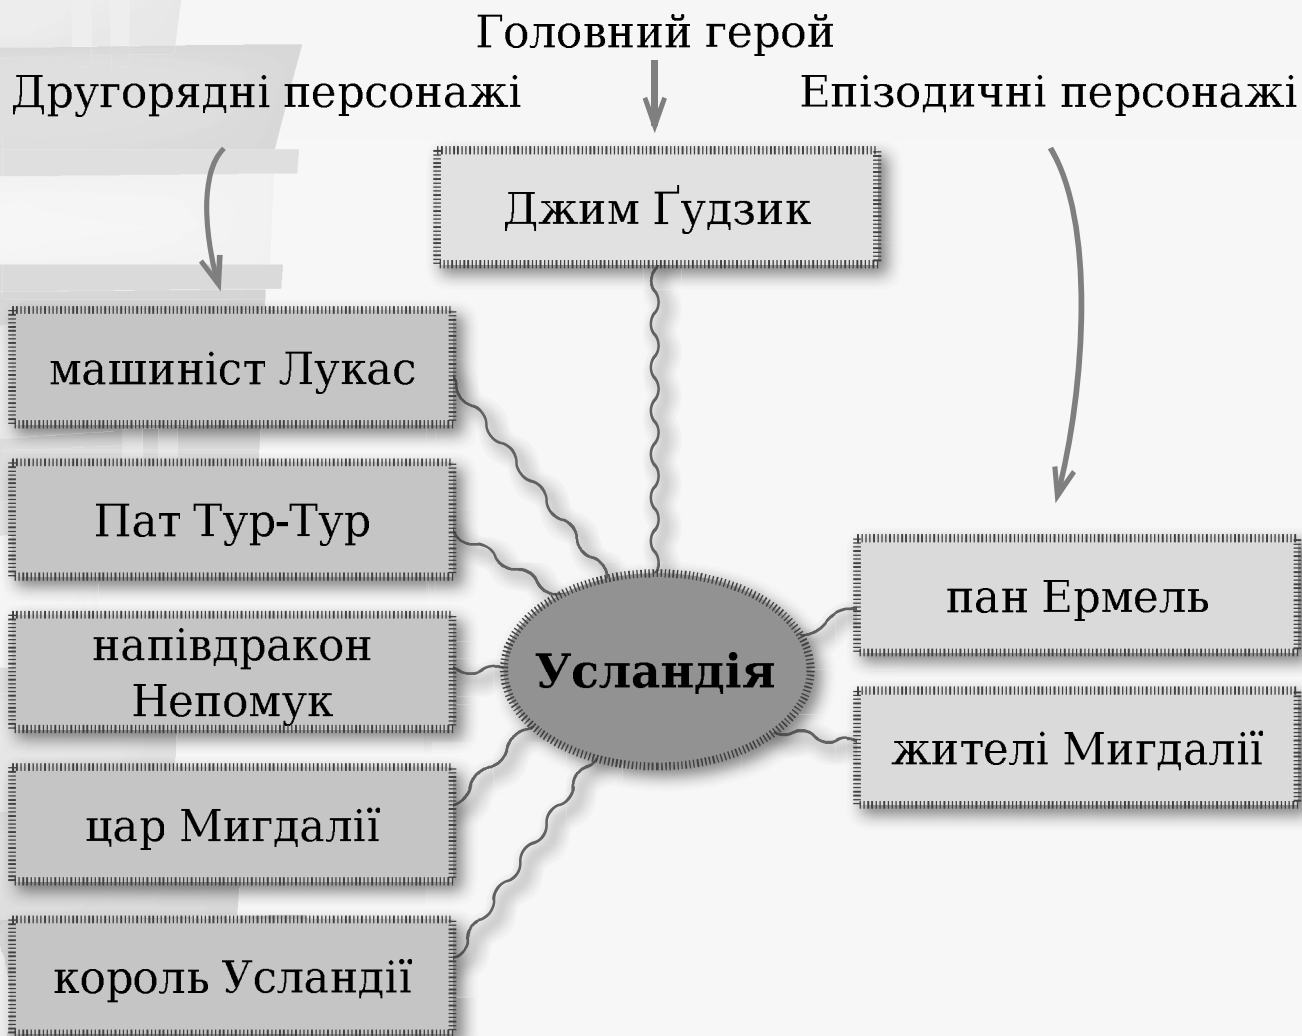 Головний герой
Другорядні персонажі
Епізодичні персонажі
Джим Ґудзик
машиніст Лукас
Пат Тур-Тур
напівдракон
Непомук
цар Мигдалії
король Усландії
Усландія
пан Ермель
жителі Мигдалії